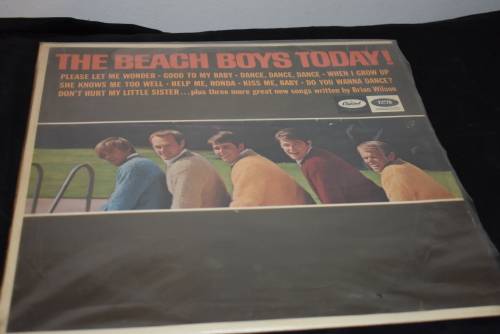 THE BEACH BOYS TODAY!
PLEASE LET ME WONDER • GOOD TO MY BABY • DANCE, DANCE, DANCE • WHEN I GROW UP
SHE KNOWS ME TOO WELL • HELP ME, RONDA • KISS ME, BABY • DO YOU WANNA DANCE?
DON'T HURT MY LITTLE SISTER...plus three more great new songs written by Brian Wilson
Capitol